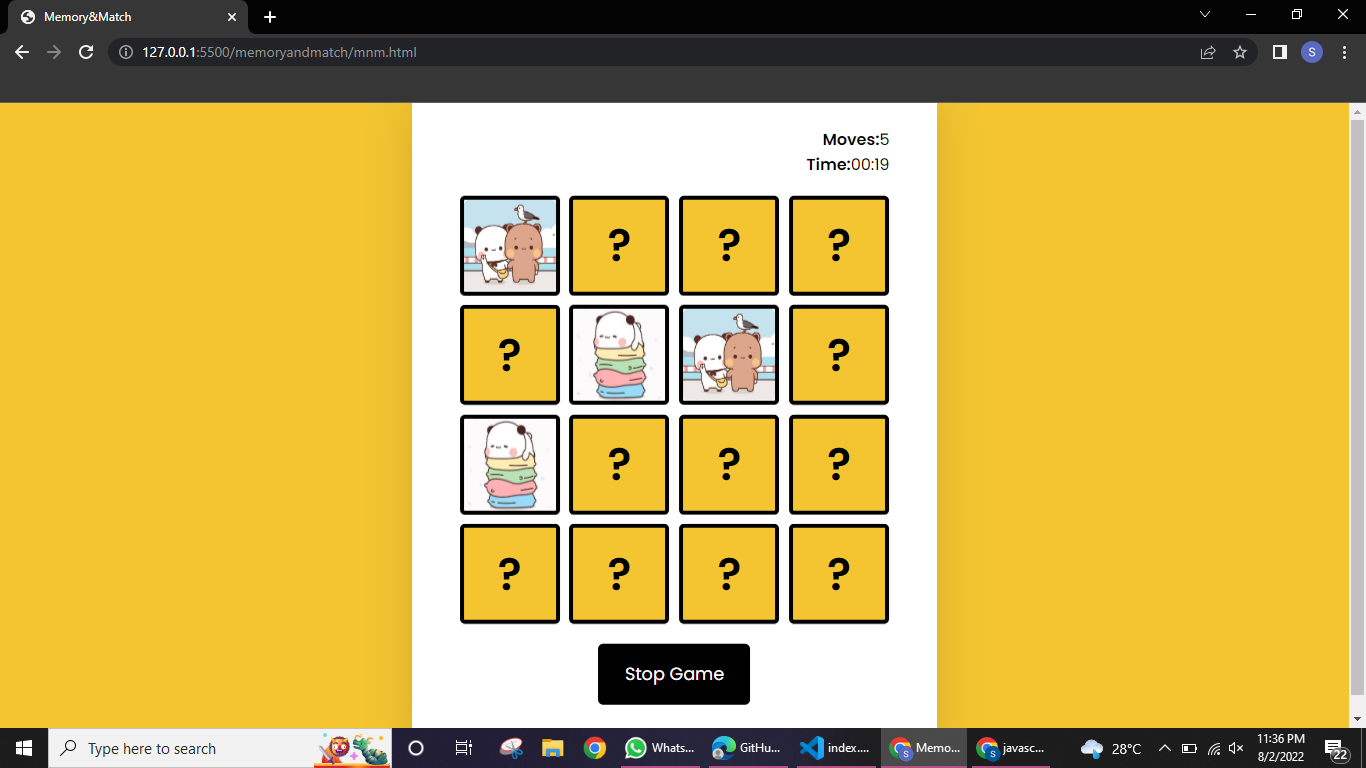 Memory&Match
127.0.0.1:5500/memoryandmatch/mnm.html
S
Moves:5
Time:00:19
? ? ?
? ?
? ? ?
? ? ? ?
Stop Game
Type here to search
Whats...
GitHu...
index....
S
Memo...
S
javasc...
28°C
11:36 PM
8/2/2022
22